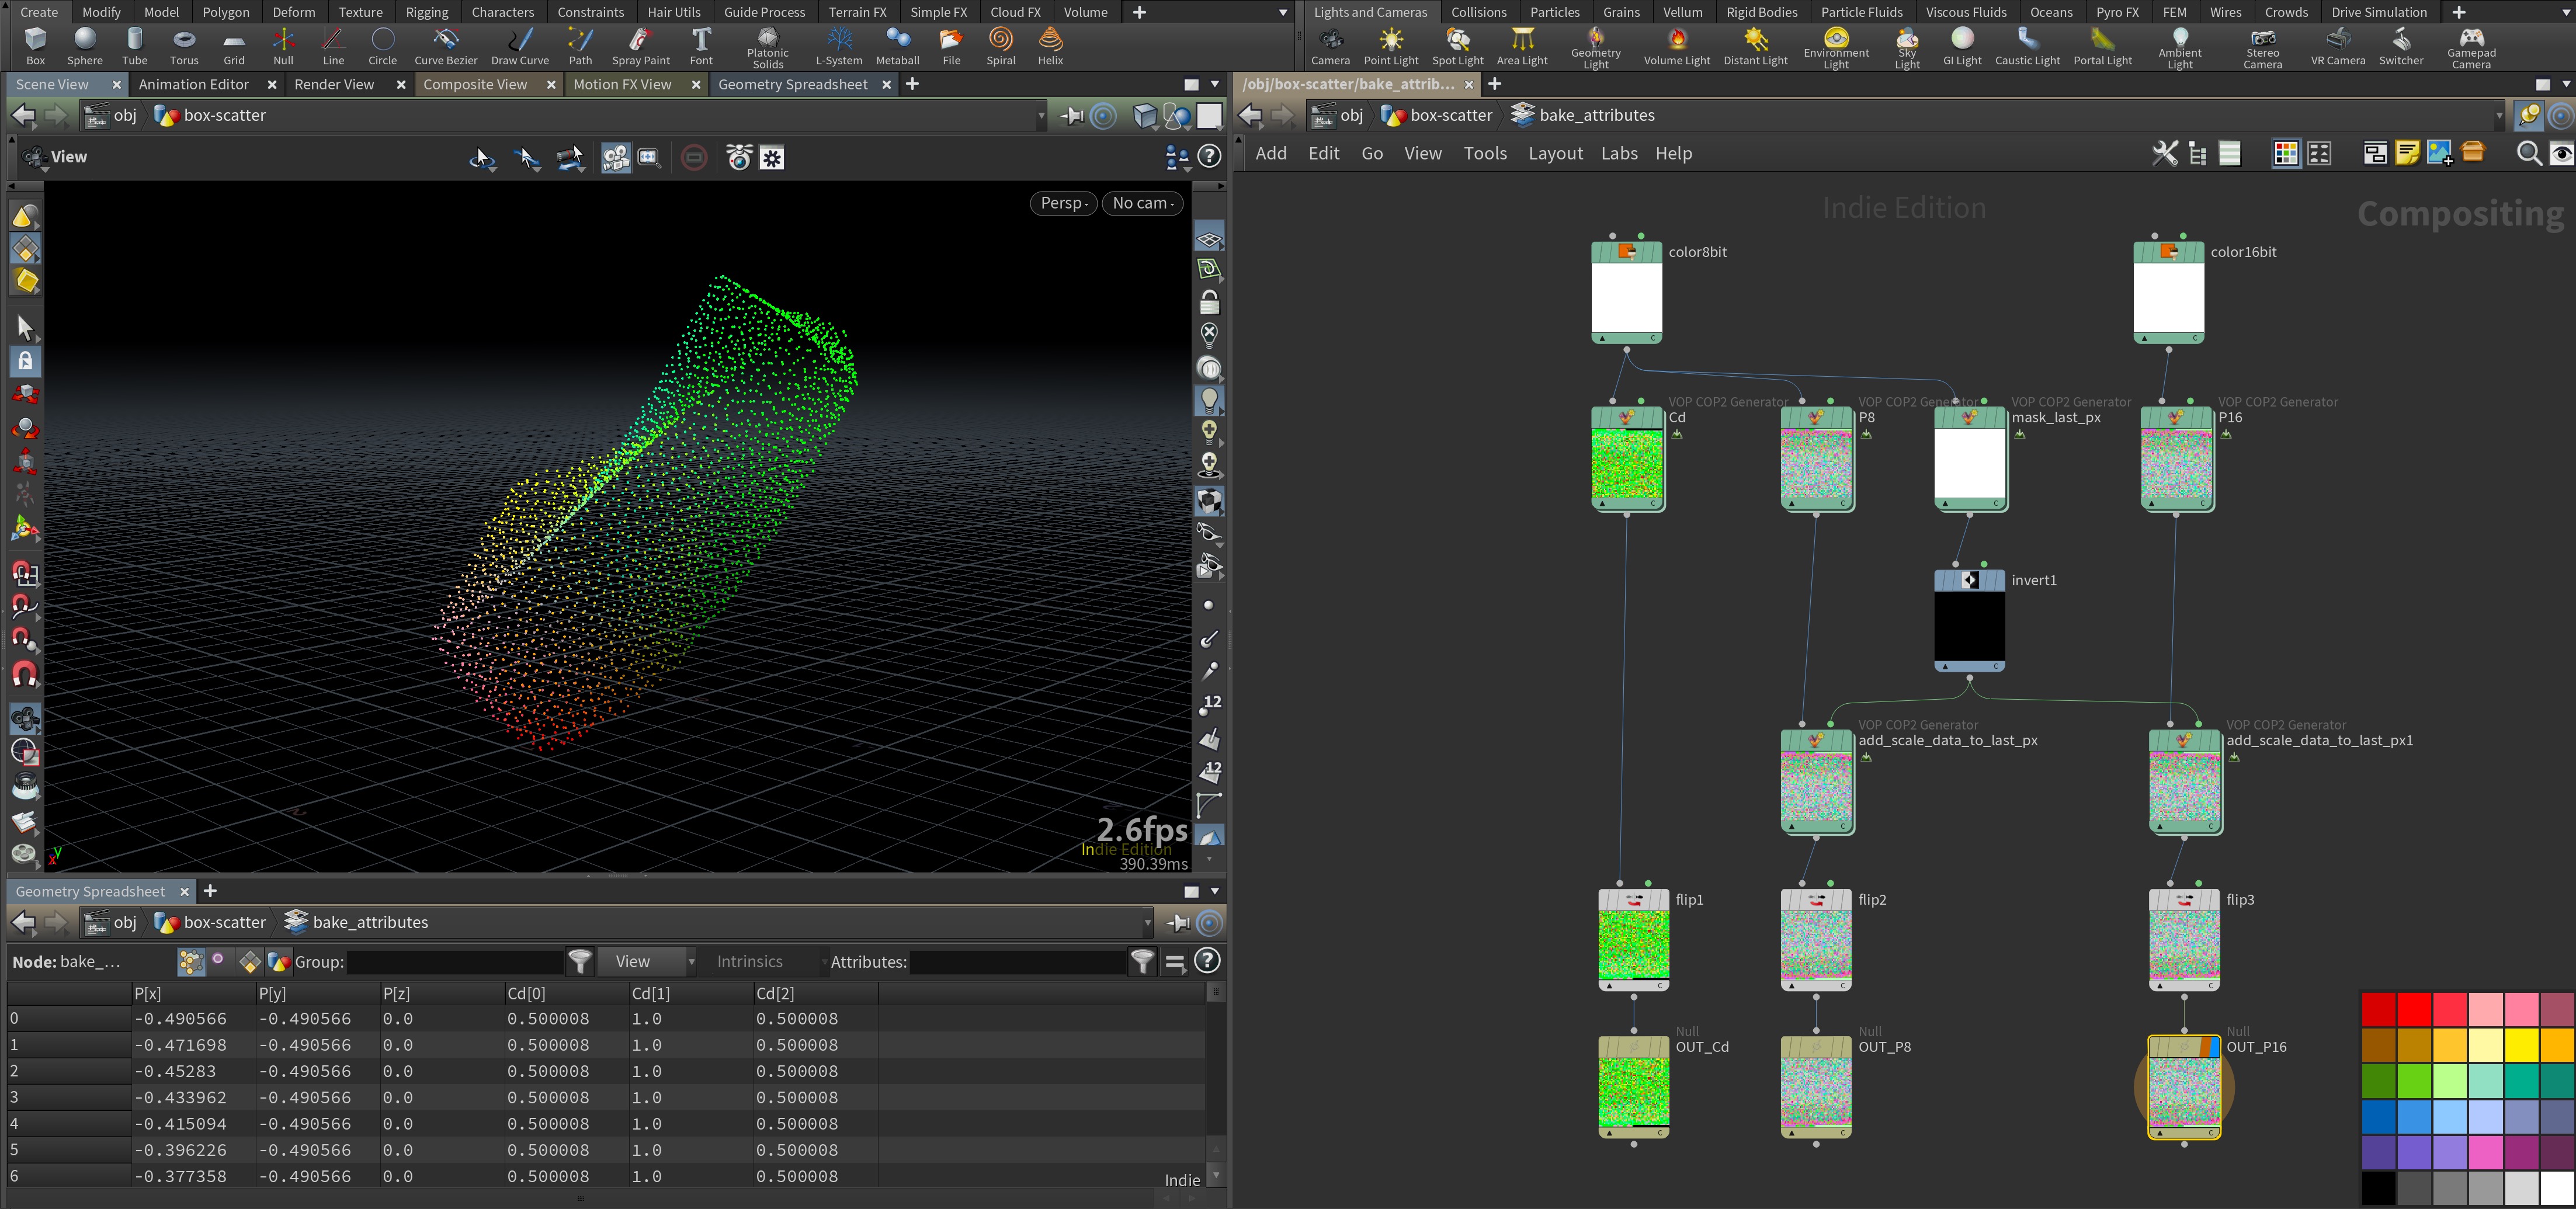 Create Modify Model Polygon Deform Texture Rigging Characters Constraints Hair Utils Guide Process Terrain FX Simple FX Cloud FX Volume
Box Sphere Tube Torus Grid Null Line Circle Curve Bezier Draw Curve Path Spray Paint Font Platonic Solids L-System Metaball File Spiral Helix
Lights and Cameras Collisions Particles Grains Vellum Rigid Bodies Particle Fluids Viscous Fluids Oceans Pyro FX FEM Wires Crowds Drive Simulation
Camera Point Light Spot Light Area Light Geometry Light Volume Light Distant Light Environment Light Sky Light GI Light Caustic Light Portal Light Ambient Light Stereo Camera VR Camera Switcher Gamepad Camera
Scene View Animation Editor Render View Composite View Motion FX View Geometry Spreadsheet
obj box-scatter
View
Persp No cam
2.6fps
Indie Edition
390.39ms
x y
12
12
Geometry Spreadsheet
obj box-scatter bake_attributes
Node: bake_... Group: View Intrinsics Attributes:
P[x] P[y] P[z] Cd[0] Cd[1] Cd[2]
0 -0.490566 -0.490566 0.0 0.500008 1.0 0.500008
1 -0.471698 -0.490566 0.0 0.500008 1.0 0.500008
2 -0.45283 -0.490566 0.0 0.500008 1.0 0.500008
3 -0.433962 -0.490566 0.0 0.500008 1.0 0.500008
4 -0.415094 -0.490566 0.0 0.500008 1.0 0.500008
5 -0.396226 -0.490566 0.0 0.500008 1.0 0.500008
6 -0.377358 -0.490566 0.0 0.500008 1.0 0.500008
Indie
/obj/box-scatter/bake_attrib...
obj box-scatter bake_attributes
Add Edit Go View Tools Layout Labs Help
Indie Edition
Compositing
color8bit
color16bit
VOP COP2 Generator
Cd
VOP COP2 Generator
P8
VOP COP2 Generator
mask_last_px
VOP COP2 Generator
P16
invert1
VOP COP2 Generator
add_scale_data_to_last_px
VOP COP2 Generator
add_scale_data_to_last_px1
flip1
flip2
flip3
Null
OUT_Cd
Null
OUT_P8
Null
OUT_P16